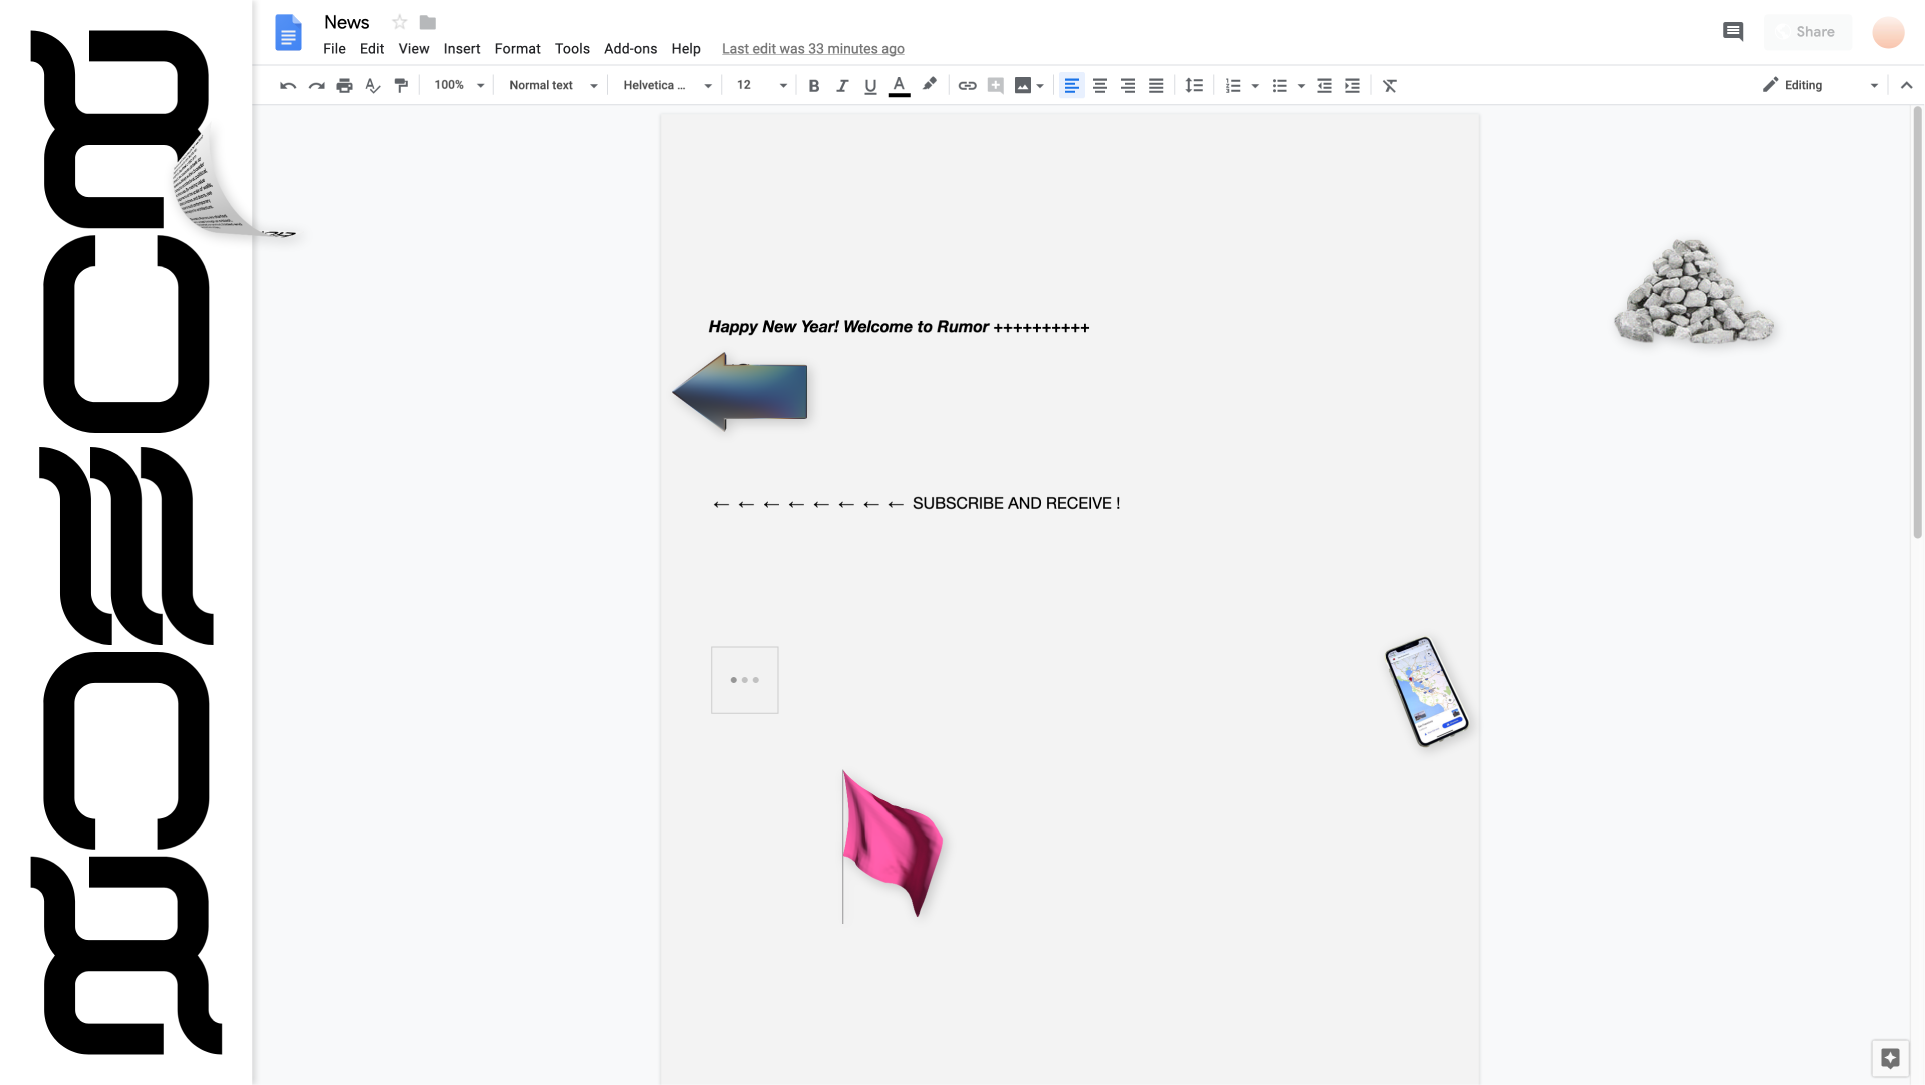 News
File Edit View Insert Format Tools Add-ons Help Last edit was 33 minutes ago
Share
100% Normal text Helvetica ... 12 B I U A Editing
Happy New Year! Welcome to Rumor ++++++++++
← ← ← ← ← ← ← ← SUBSCRIBE AND RECEIVE !